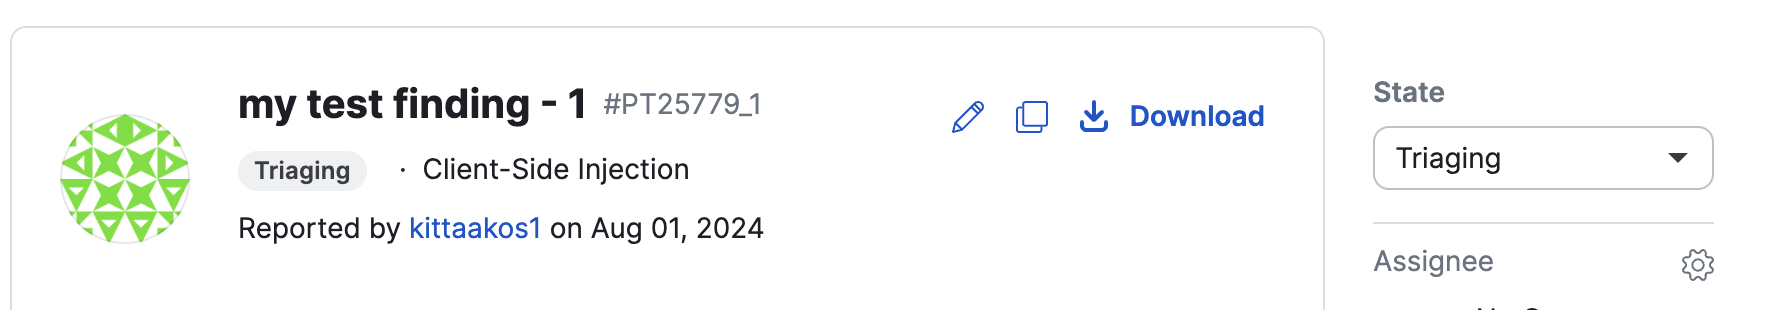 my test finding - 1 #PT25779_1
Download
Triaging · Client-Side Injection
Reported by kittaakos1 on Aug 01, 2024
State
Triaging
Assignee